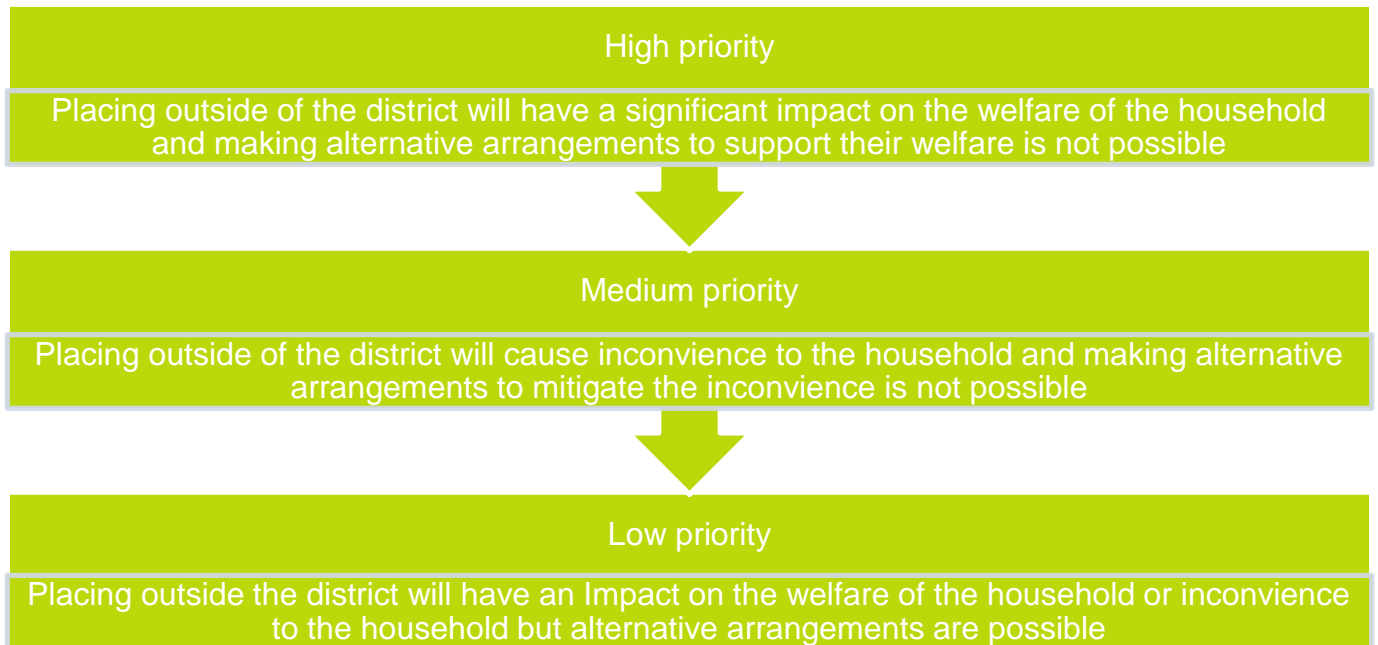 High priority
Placing outside of the district will have a significant impact on the welfare of the household
and making alternative arrangements to support their welfare is not possible
Medium priority
Placing outside of the district will cause inconvience to the household and making alternative
arrangements to mitigate the inconvience is not possible
Low priority
Placing outside the district will have an Impact on the welfare of the household or inconvience
to the household but alternative arrangements are possible